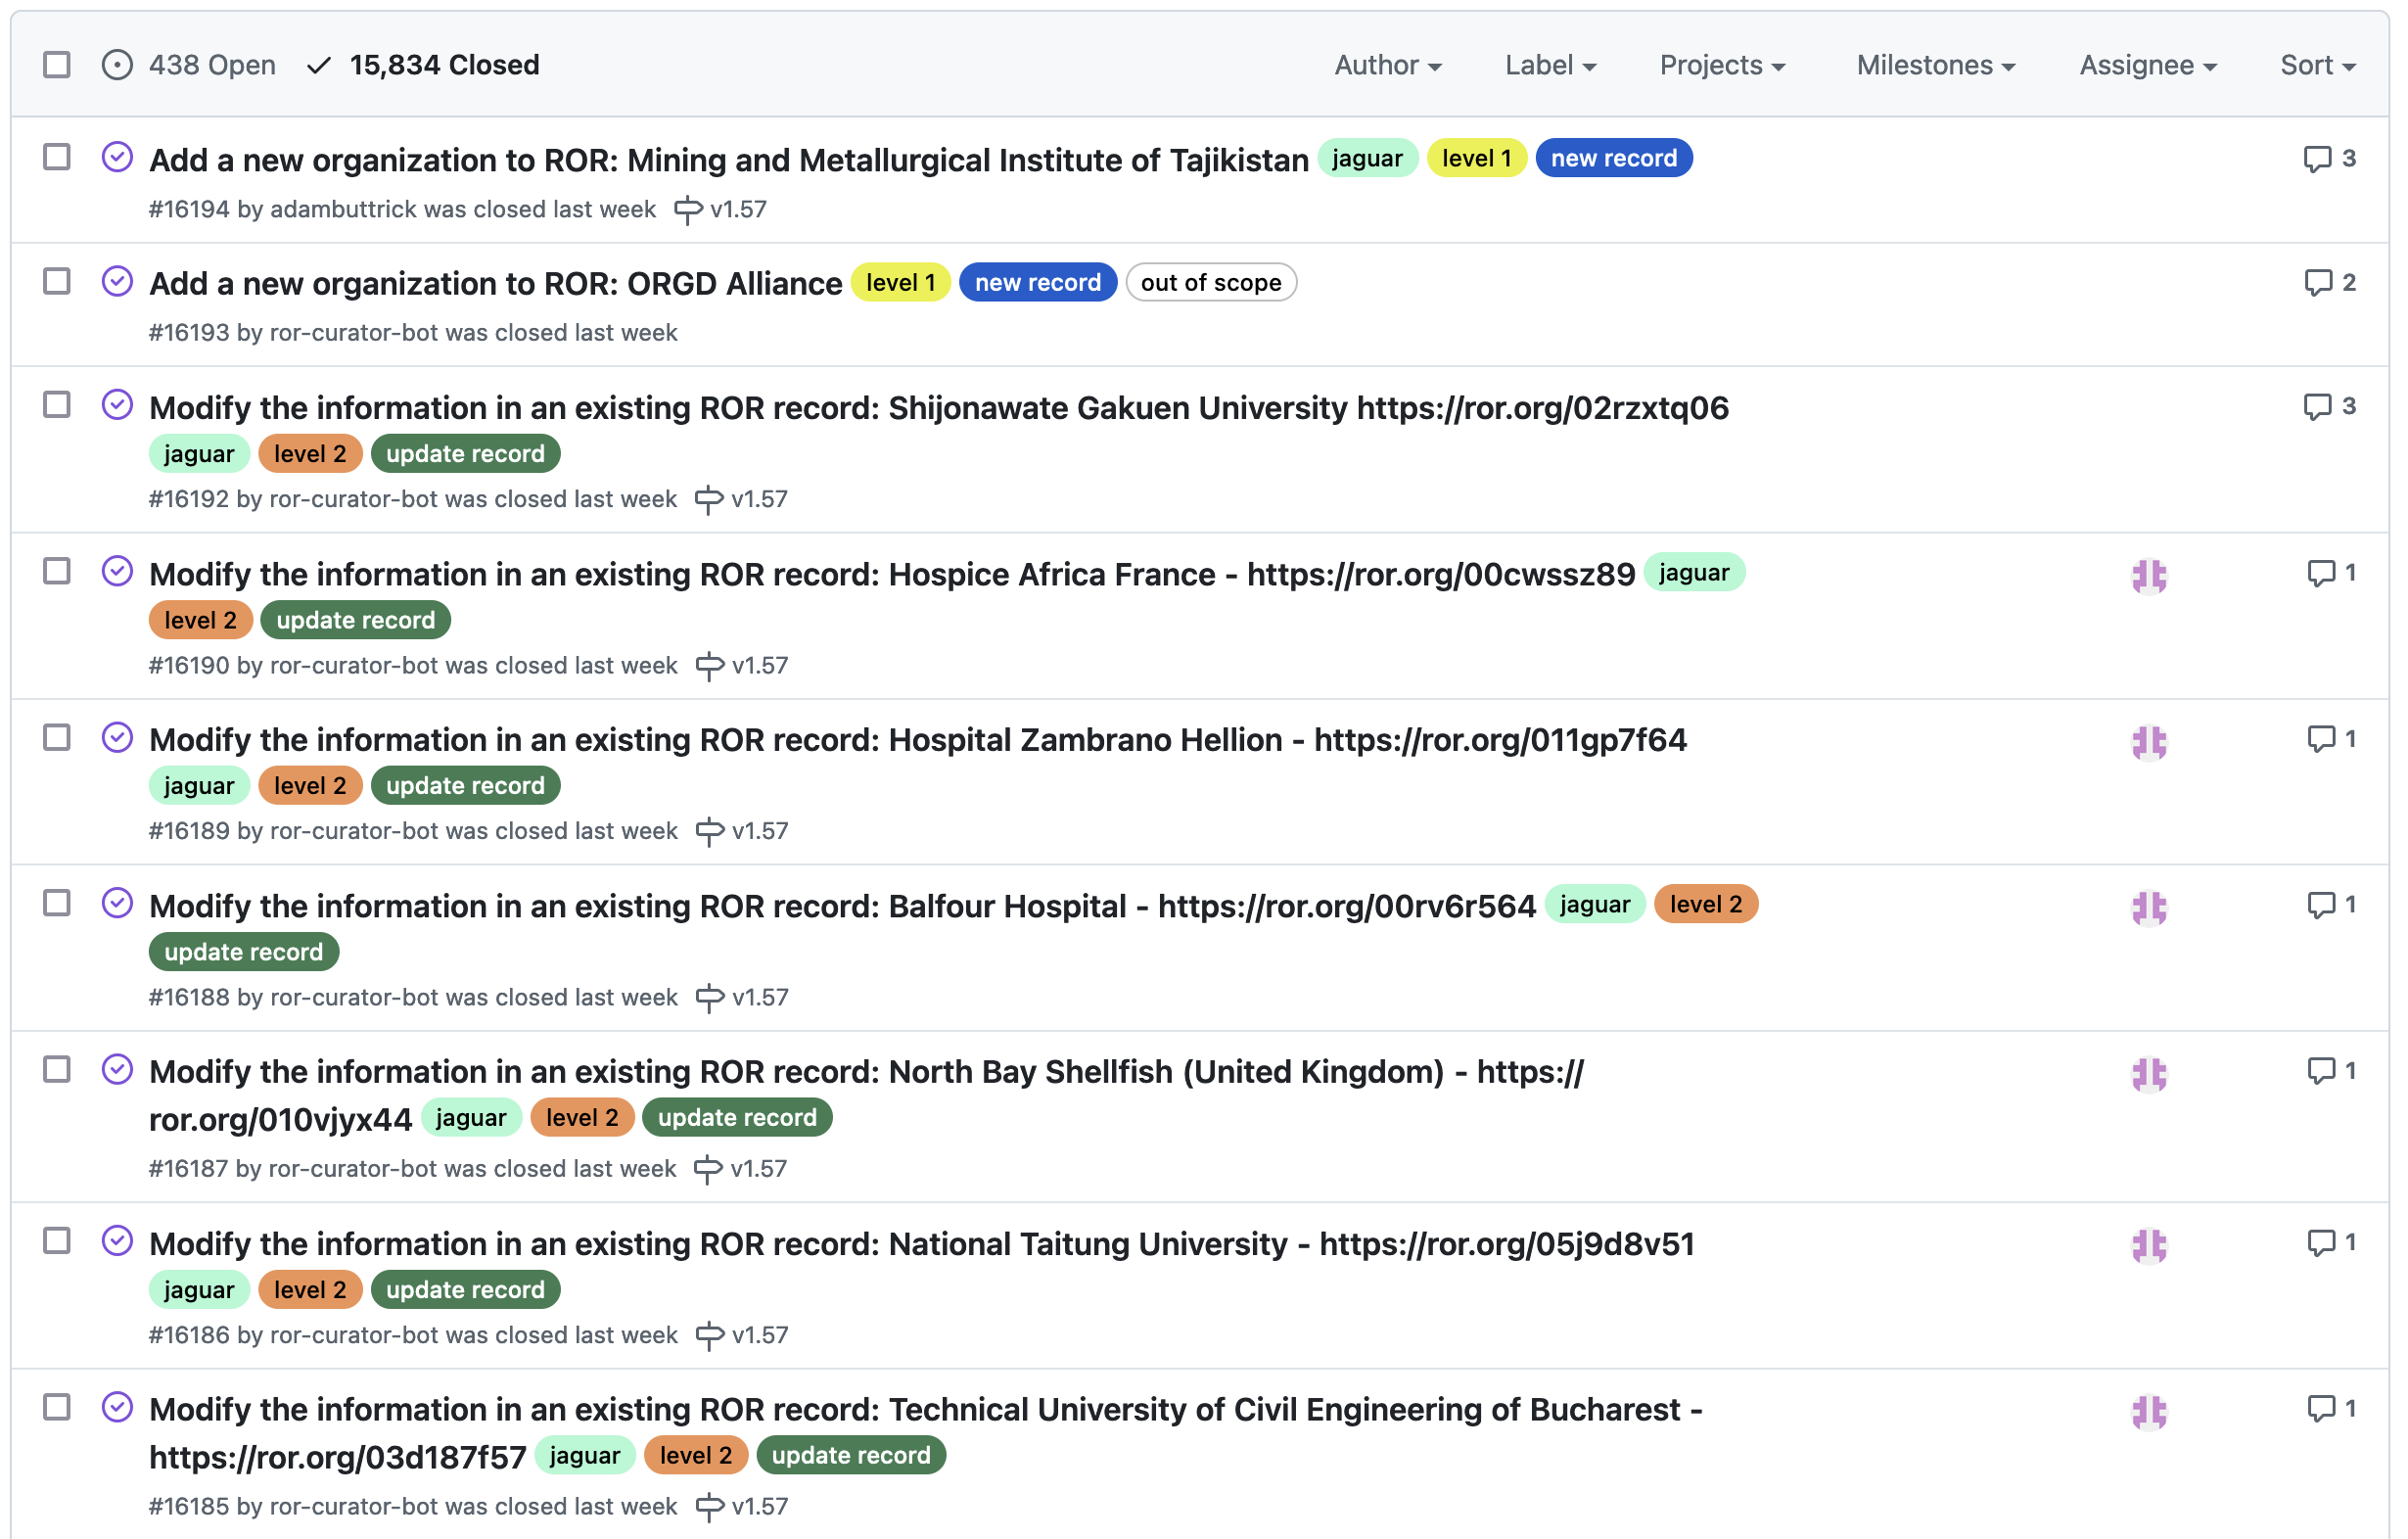 438 Open 15,834 Closed Author Label Projects Milestones Assignee Sort
Add a new organization to ROR: Mining and Metallurgical Institute of Tajikistan jaguar level 1 new record 3
#16194 by adambuttrick was closed last week v1.57
Add a new organization to ROR: ORGD Alliance level 1 new record out of scope 2
#16193 by ror-curator-bot was closed last week
Modify the information in an existing ROR record: Shijonawate Gakuen University https://ror.org/02rzxtq06 3
jaguar level 2 update record
#16192 by ror-curator-bot was closed last week v1.57
Modify the information in an existing ROR record: Hospice Africa France - https://ror.org/00cwssz89 jaguar 1
level 2 update record
#16190 by ror-curator-bot was closed last week v1.57
Modify the information in an existing ROR record: Hospital Zambrano Hellion - https://ror.org/011gp7f64 1
jaguar level 2 update record
#16189 by ror-curator-bot was closed last week v1.57
Modify the information in an existing ROR record: Balfour Hospital - https://ror.org/00rv6r564 jaguar level 2 1
update record
#16188 by ror-curator-bot was closed last week v1.57
Modify the information in an existing ROR record: North Bay Shellfish (United Kingdom) - https:// 1
ror.org/010vjyx44 jaguar level 2 update record
#16187 by ror-curator-bot was closed last week v1.57
Modify the information in an existing ROR record: National Taitung University - https://ror.org/05j9d8v51 1
jaguar level 2 update record
#16186 by ror-curator-bot was closed last week v1.57
Modify the information in an existing ROR record: Technical University of Civil Engineering of Bucharest - 1
https://ror.org/03d187f57 jaguar level 2 update record
#16185 by ror-curator-bot was closed last week v1.57